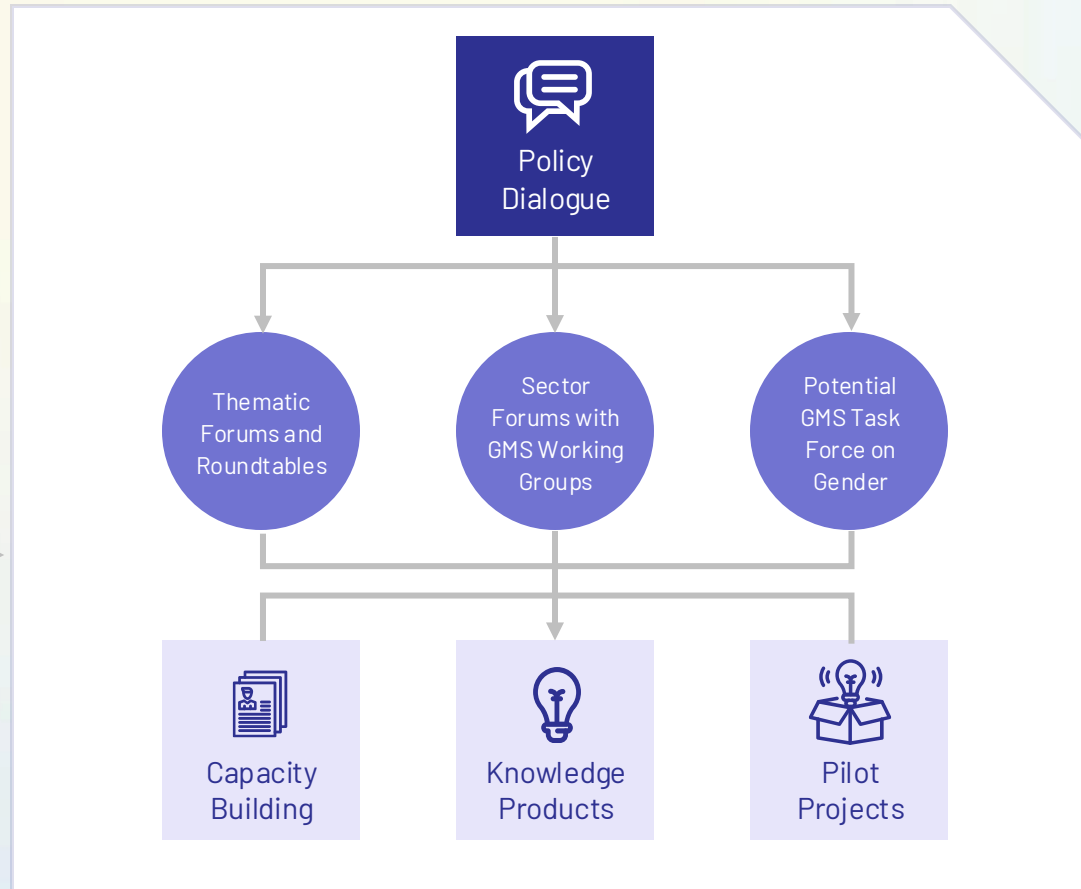 Policy
Dialogue
Thematic
Forums and
Roundtables
Sector
Forums with
GMS Working
Groups
Potential
GMS Task
Force on
Gender
Capacity
Building
Knowledge
Products
Pilot
Projects